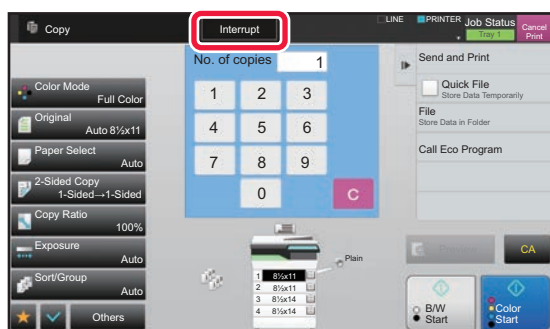 Copy
Interrupt
LINE
PRINTER
Job Status
Tray 1
Cancel
Print
No. of copies
1
Send and Print
Quick File
Store Data Temporarily
File
Store Data in Folder
Call Eco Program
Color Mode
Full Color
Original
Auto 8½x11
Paper Select
Auto
2-Sided Copy
1-Sided→1-Sided
Copy Ratio
100%
Exposure
Auto
Sort/Group
Auto
Others
1 2 3
4 5 6
7 8 9
0 C
Plain
1 8½x11
2 8½x11
3 8½x14
4 8½x14
CA
B/W
Start
Color
Start